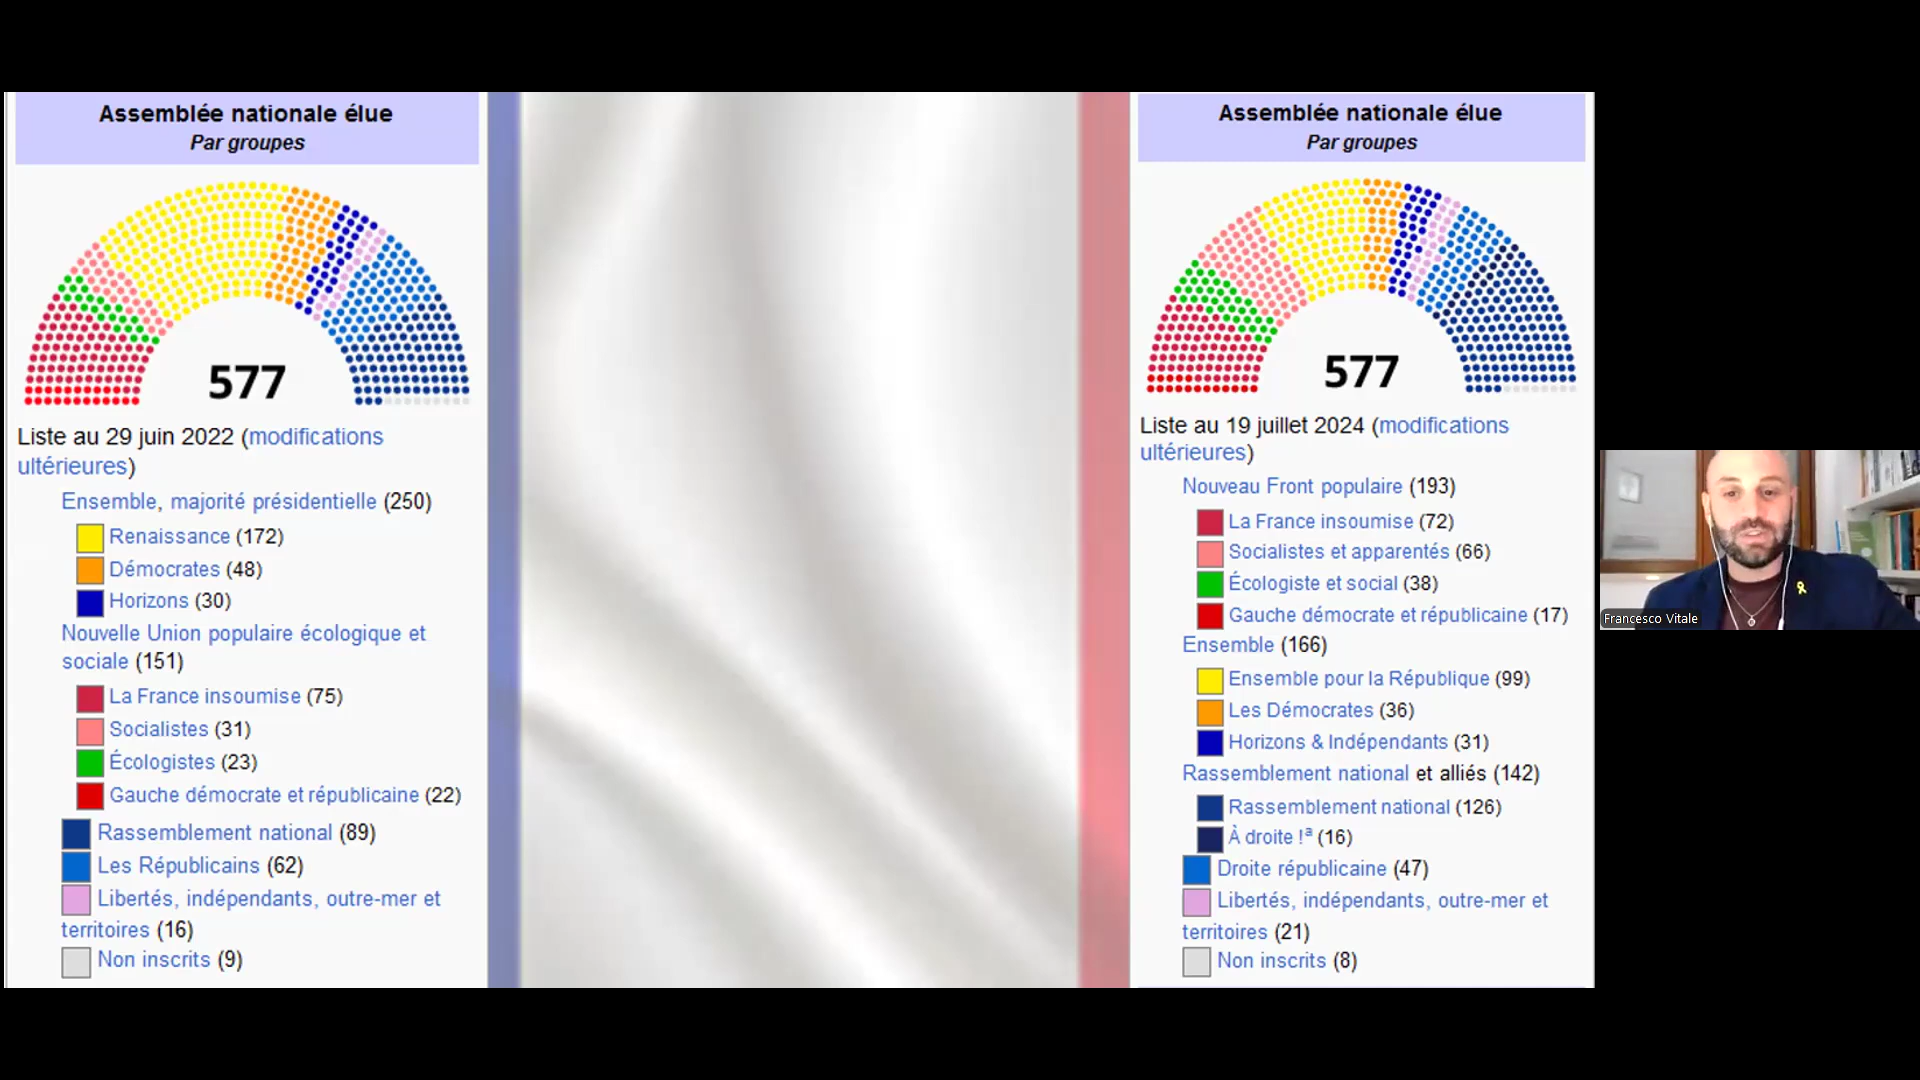 Assemblée nationale élue
Par groupes
577
Liste au 29 juin 2022 (modifications
ultérieures)
Ensemble, majorité présidentielle (250)
Renaissance (172)
Démocrates (48)
Horizons (30)
Nouvelle Union populaire écologique et
sociale (151)
La France insoumise (75)
Socialistes (31)
Écologistes (23)
Gauche démocrate et républicaine (22)
Rassemblement national (89)
Les Républicains (62)
Libertés, indépendants, outre-mer et
territoires (16)
Non inscrits (9)
Assemblée nationale élue
Par groupes
577
Liste au 19 juillet 2024 (modifications
ultérieures)
Nouveau Front populaire (193)
La France insoumise (72)
Socialistes et apparentés (66)
Écologiste et social (38)
Gauche démocrate et républicaine (17)
Ensemble (166)
Ensemble pour la République (99)
Les Démocrates (36)
Horizons & Indépendants (31)
Rassemblement national et alliés (142)
Rassemblement national (126)
À droite !ª (16)
Droite républicaine (47)
Libertés, indépendants, outre-mer et
territoires (21)
Non inscrits (8)
Francesco Vitale